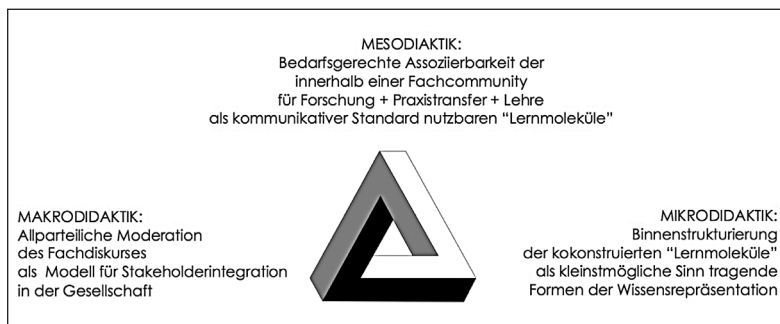 MESODIAKTIK:
Bedarfsgerechte Assoziierbarkeit der
innerhalb einer Fachcommunity
für Forschung + Praxistransfer + Lehre
als kommunikativer Standard nutzbaren “Lernmoleküle”
MAKRODIDAKTIK:
Allparteiliche Moderation
des Fachdiskurses
als Modell für Stakeholderintegration
in der Gesellschaft
MIKRODIDAKTIK:
Binnenstrukturierung
der kokonstruierten “Lernmoleküle”
als kleinstmögliche Sinn tragende
Formen der Wissensrepräsentation